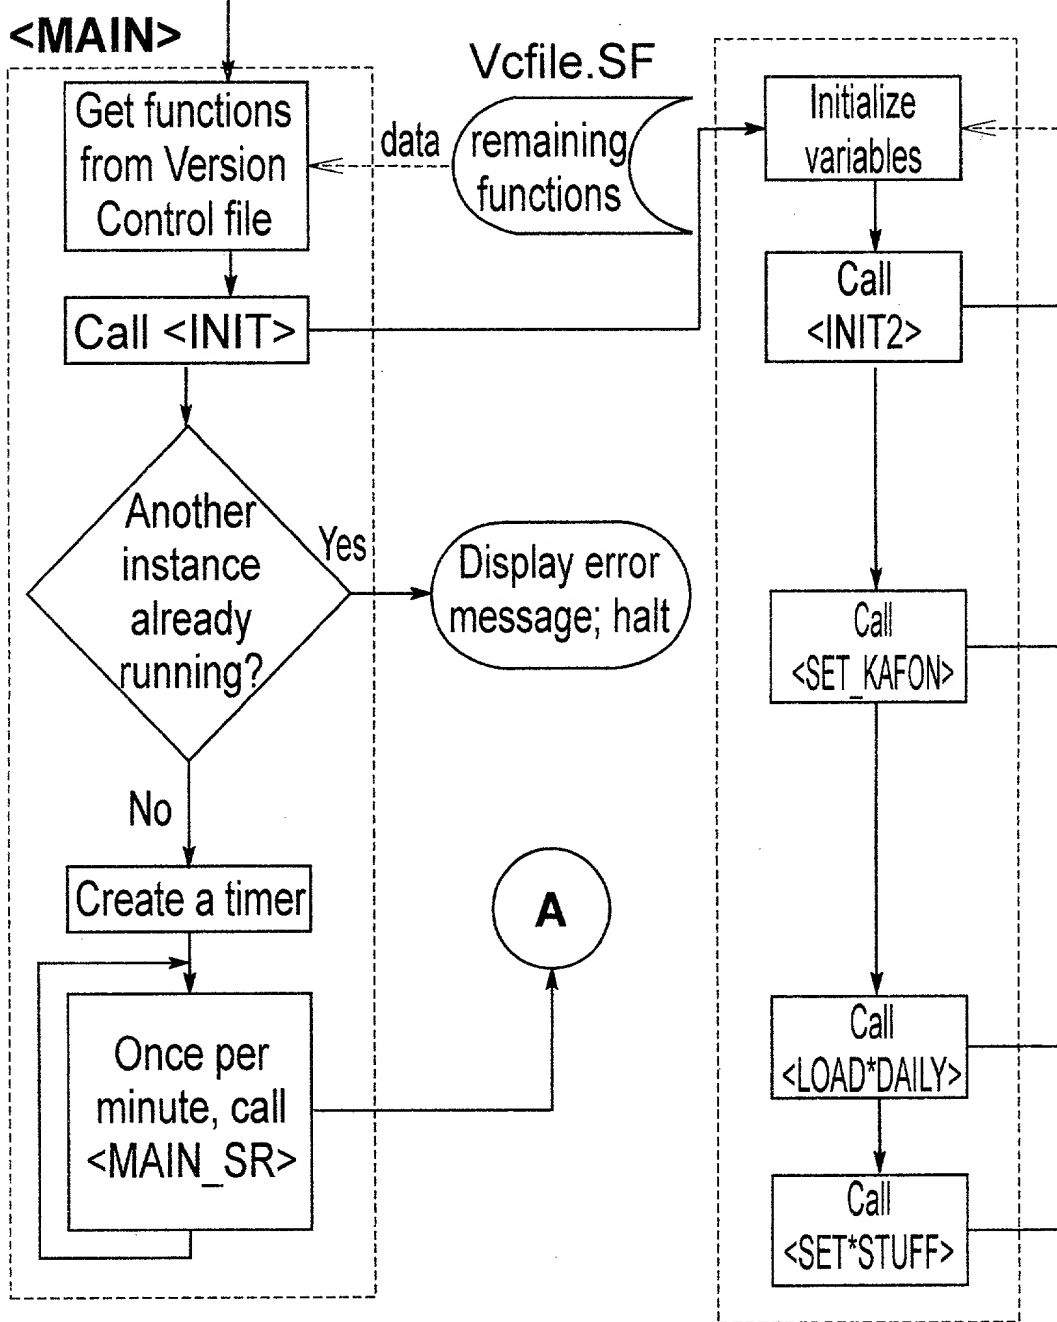 <MAIN>
Get functions
from Version
Control file
Call <INIT>
Another
instance
already
running?
Yes
No
Create a timer
Once per
minute, call
<MAIN_SR>
Vcfile.SF
data
remaining
functions
Display error
message; halt
A
Initialize
variables
Call
<INIT2>
Call
<SET_KAFON>
Call
<LOAD*DAILY>
Call
<SET*STUFF>